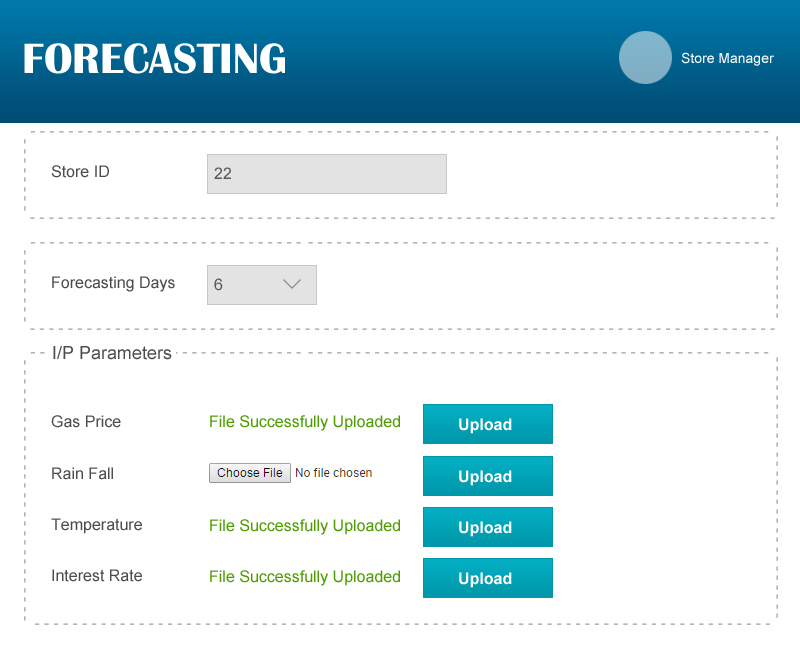 FORECASTING
Store Manager
Store ID
22
Forecasting Days
6
I/P Parameters
Gas Price File Successfully Uploaded Upload
Rain Fall Choose File No file chosen Upload
Temperature File Successfully Uploaded Upload
Interest Rate File Successfully Uploaded Upload